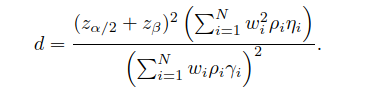 d = \frac{(z_{\alpha/2} + z_{\beta})^2 \left( \sum_{i=1}^{N} w_i^2 \rho_i \eta_i \right)}{\left( \sum_{i=1}^{N} w_i \rho_i \gamma_i \right)^2}.